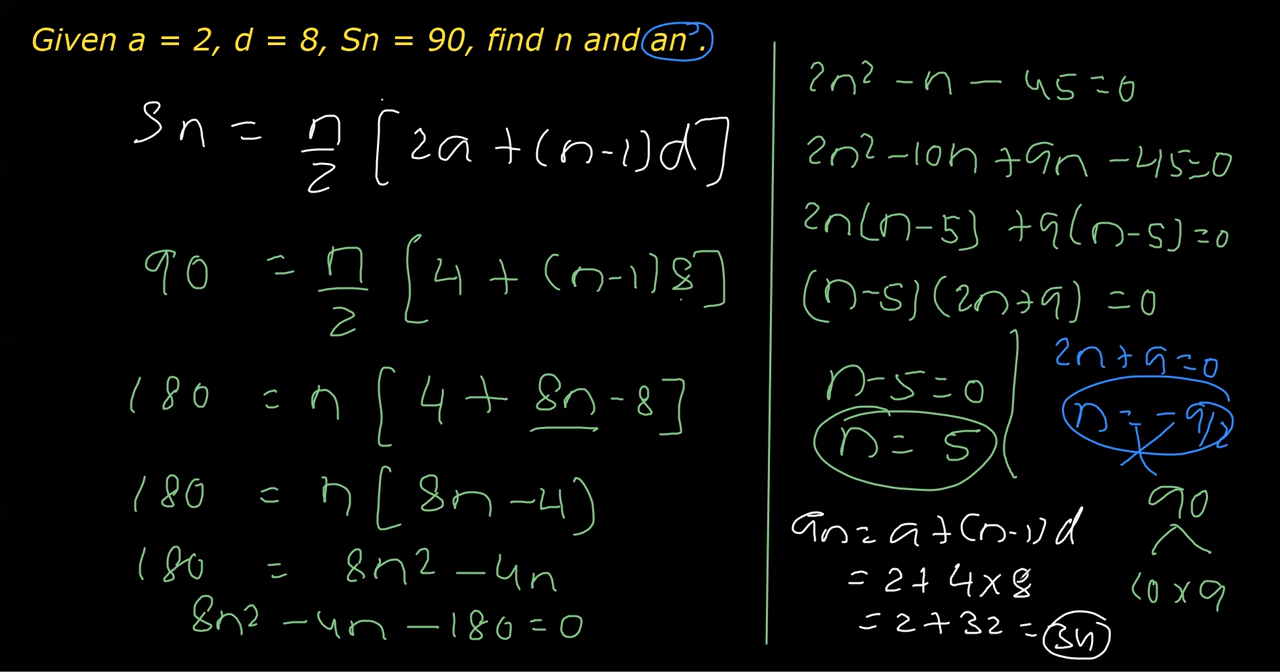 Given a = 2, d = 8, Sn = 90, find n and an .
Sn = n/2 [2a + (n-1)d]
90 = n/2 [4 + (n-1)8]
180 = n [4 + 8n - 8]
180 = n [8n - 4)
180 = 8n² - 4n
8n² - 4n - 180 = 0
2n² - n - 45 = 0
2n² - 10n + 9n - 45 = 0
2n(n-5) + 9(n-5) = 0
(n-5)(2n+9) = 0
n-5=0
n = 5
2n+9=0
n = -9/2
an = a + (n-1)d
= 2 + 4 × 8
= 2 + 32 = 34
90
10 × 9